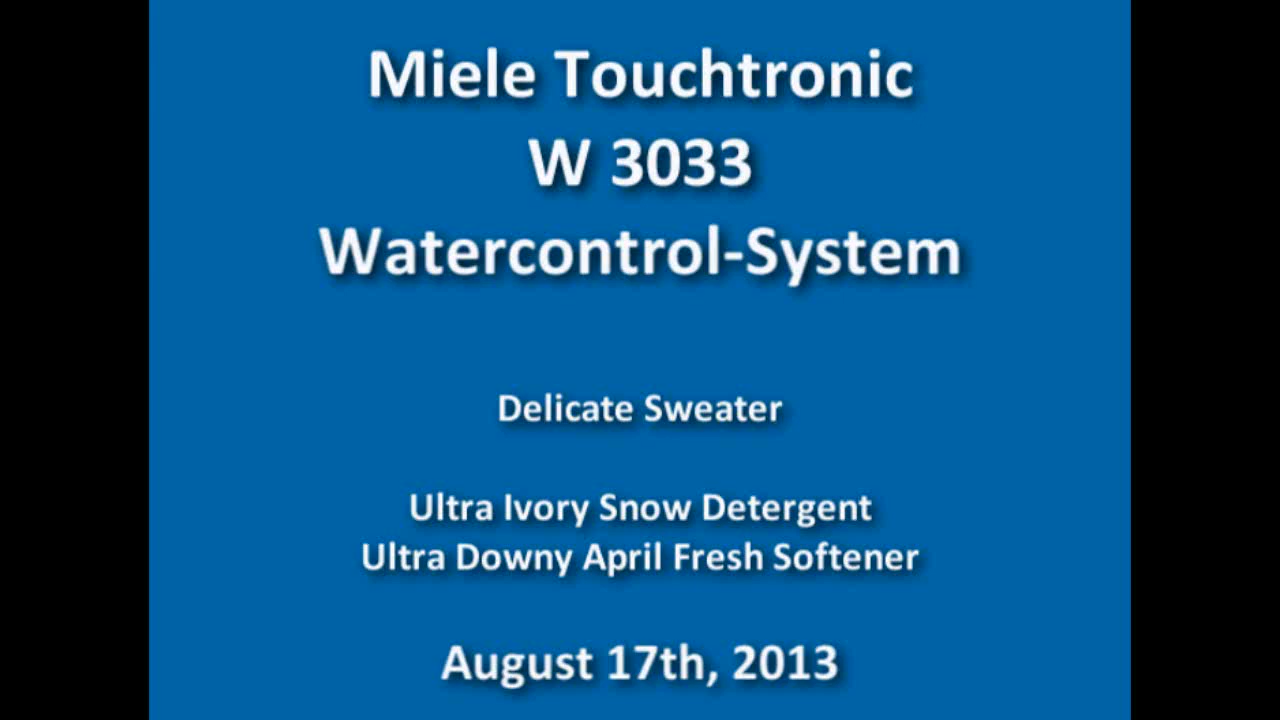 Miele Touchtronic
W 3033
Watercontrol-System
Delicate Sweater
Ultra Ivory Snow Detergent
Ultra Downy April Fresh Softener
August 17th, 2013